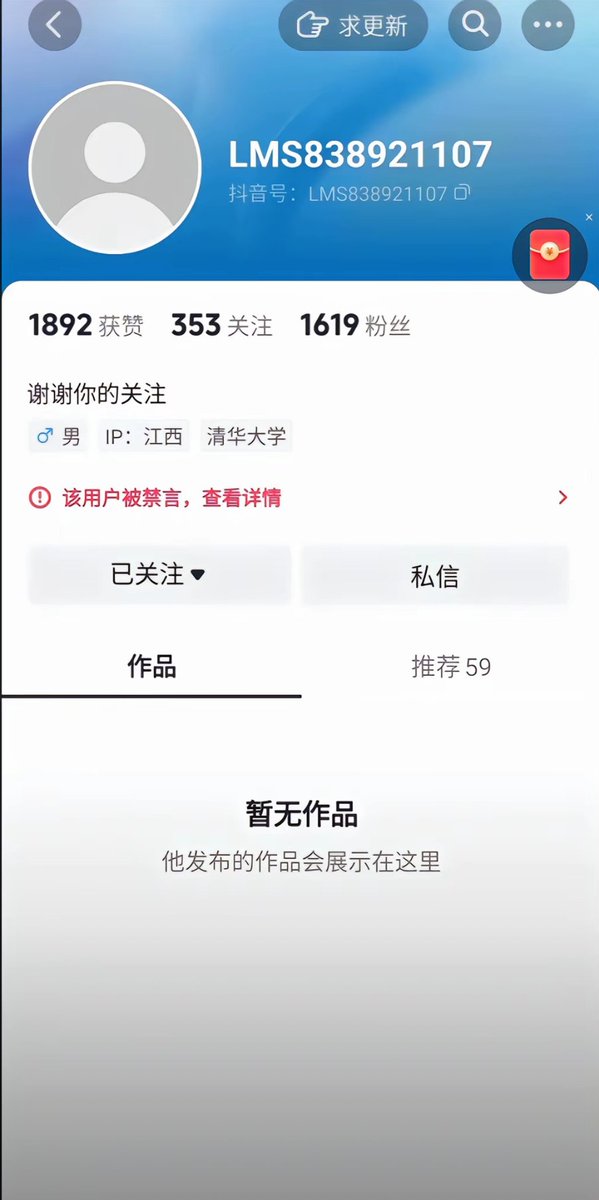 求更新
LMS838921107
抖音号：LMS838921107
1892 获赞 353 关注 1619 粉丝
谢谢你的关注
男 IP：江西 清华大学
该用户被禁言，查看详情
已关注 私信
作品 推荐 59
暂无作品
他发布的作品会展示在这里